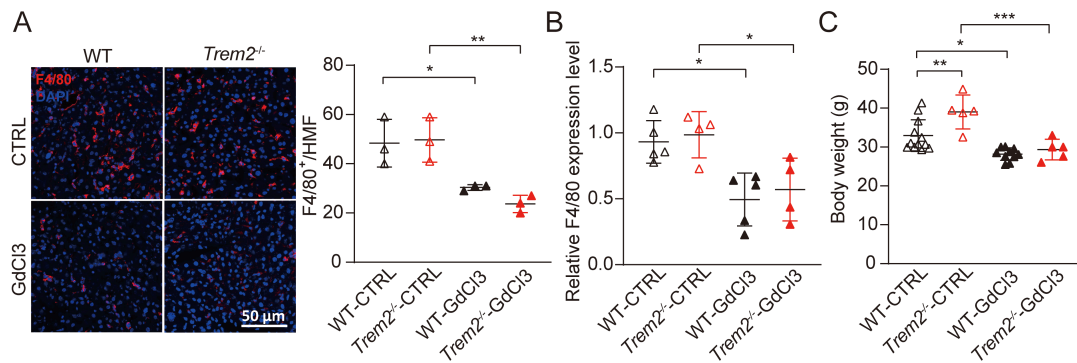 A
WT
Trem2-/-
F4/80
DAPI
CTRL
GdCl3
50 µm
F4/80+/HMF
80
60
40
20
0
*
**
WT-CTRL
Trem2-/--CTRL
WT-GdCl3
Trem2-/--GdCl3
B
Relative F4/80 expression level
1.5
1.0
0.5
0.0
*
*
WT-CTRL
Trem2-/--CTRL
WT-GdCl3
Trem2-/--GdCl3
C
Body weight (g)
50
40
30
20
10
0
***
*
**
WT-CTRL
Trem2-/--CTRL
WT-GdCl3
Trem2-/--GdCl3